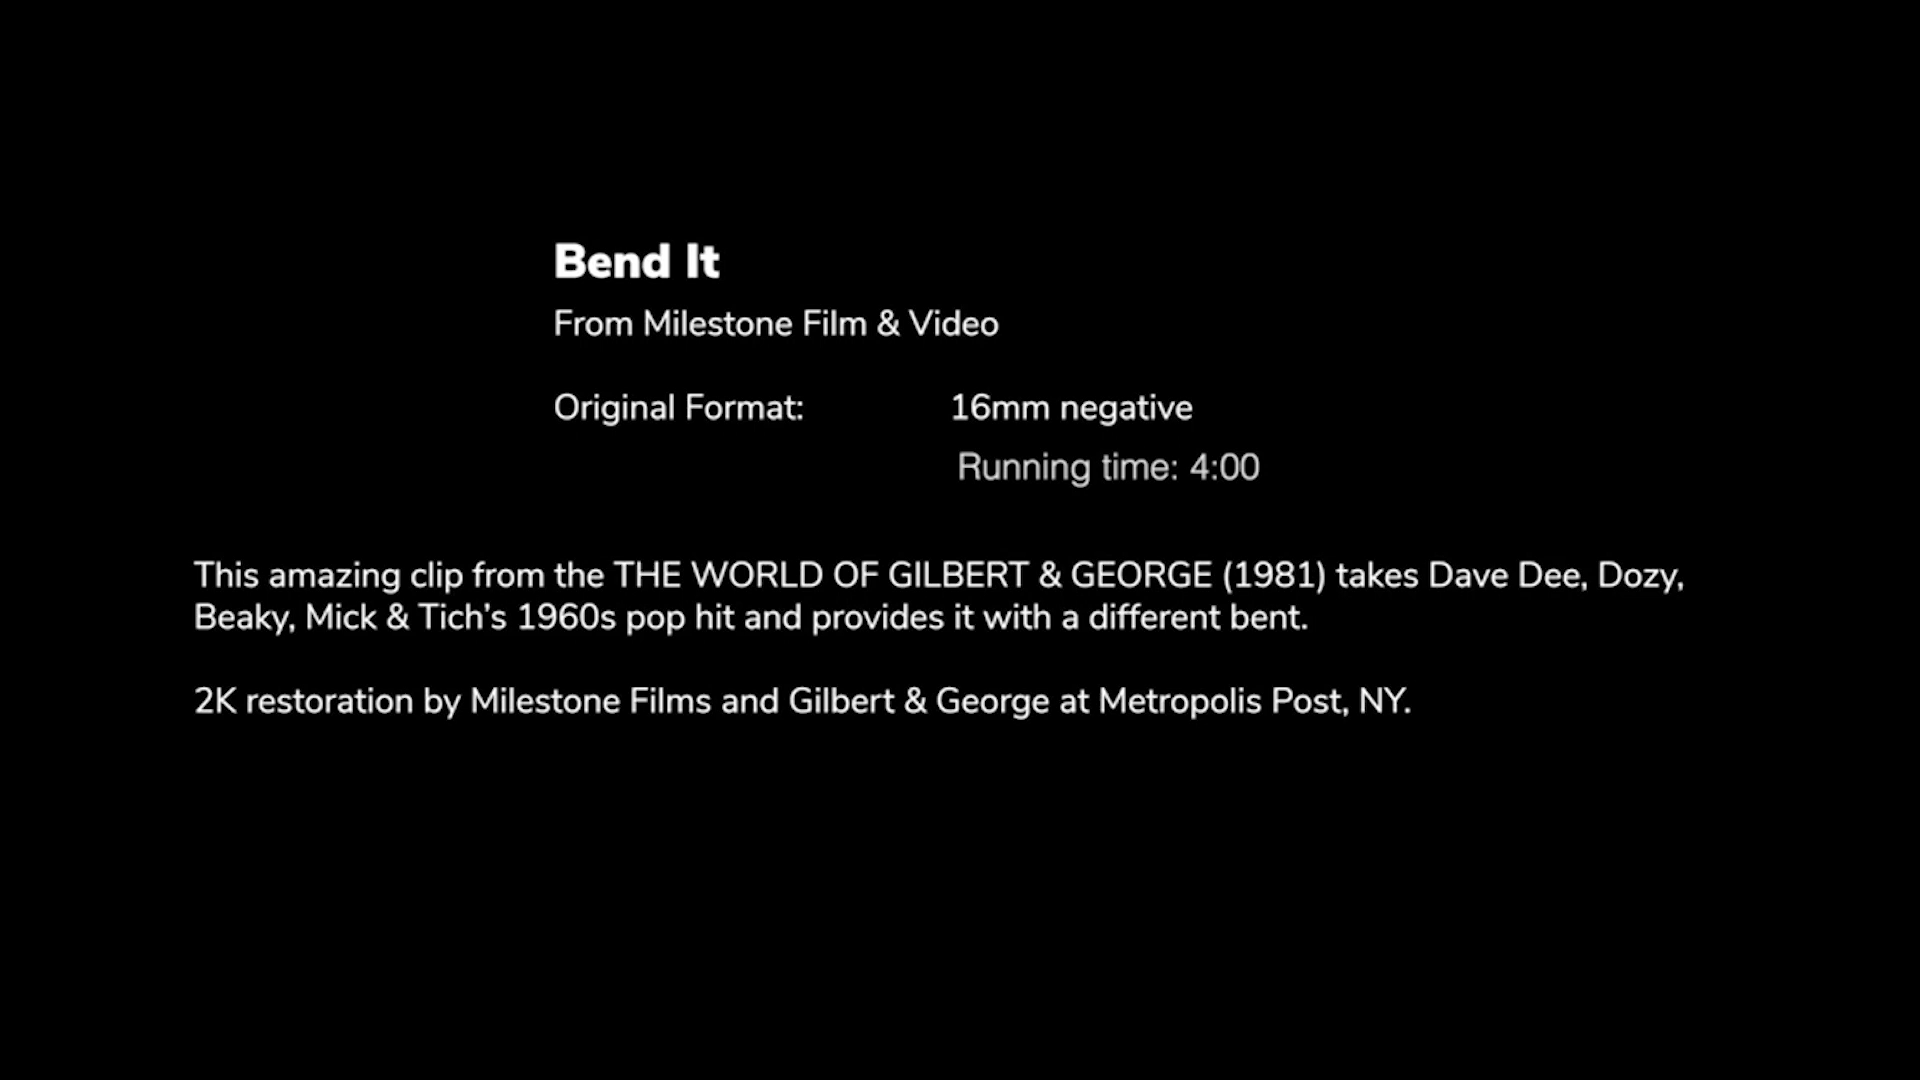 Bend It
From Milestone Film & Video
Original Format: 16mm negative
Running time: 4:00
This amazing clip from the THE WORLD OF GILBERT & GEORGE (1981) takes Dave Dee, Dozy,
Beaky, Mick & Tich’s 1960s pop hit and provides it with a different bent.
2K restoration by Milestone Films and Gilbert & George at Metropolis Post, NY.